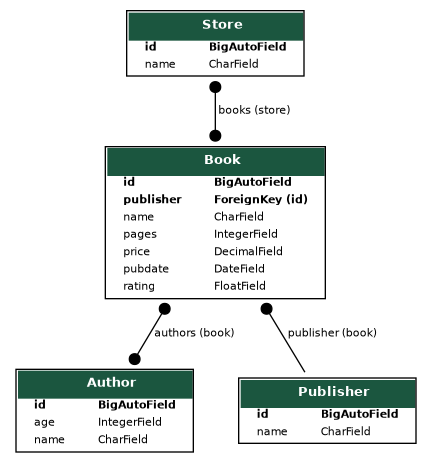 Store
id BigAutoField
name CharField
books (store)
Book
id BigAutoField
publisher ForeignKey (id)
name CharField
pages IntegerField
price DecimalField
pubdate DateField
rating FloatField
authors (book)
publisher (book)
Author
id BigAutoField
age IntegerField
name CharField
Publisher
id BigAutoField
name CharField